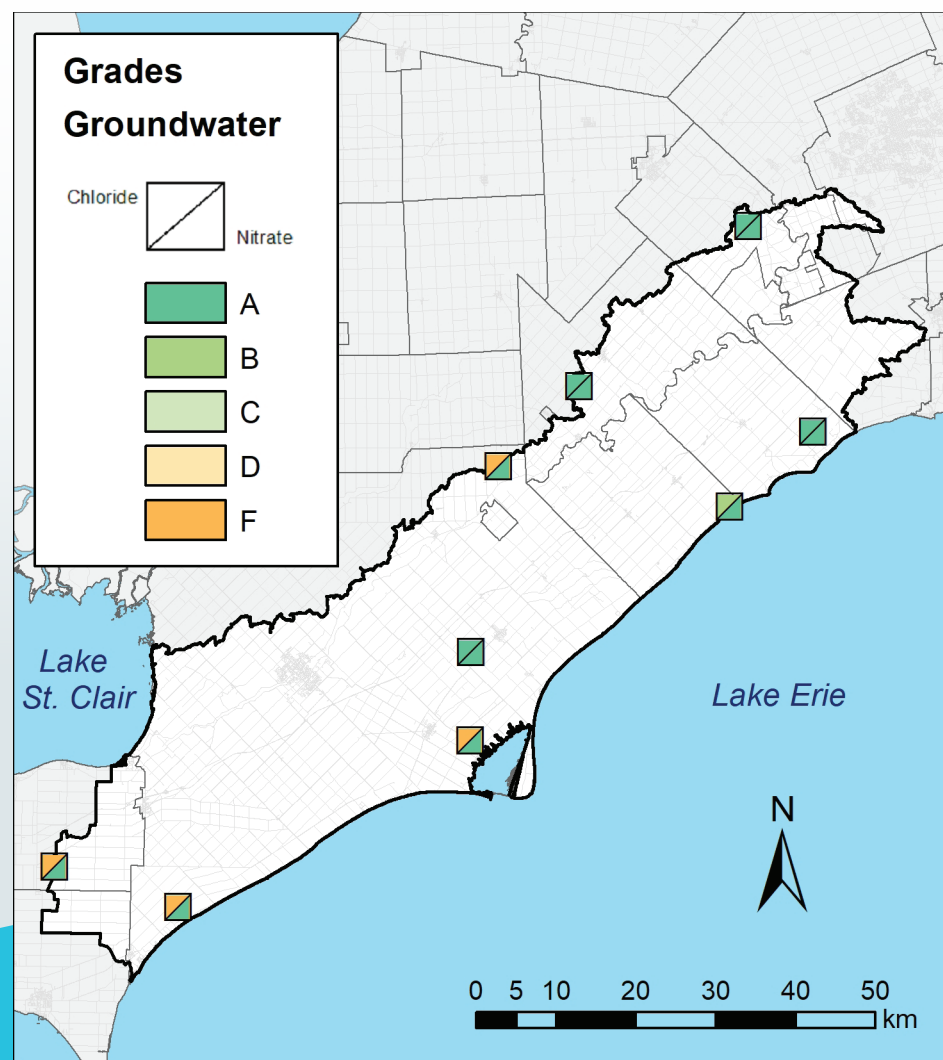 Grades
Groundwater
Chloride
Nitrate
A
B
C
D
F
Lake
St. Clair
Lake Erie
N
0 5 10 20 30 40 50
km